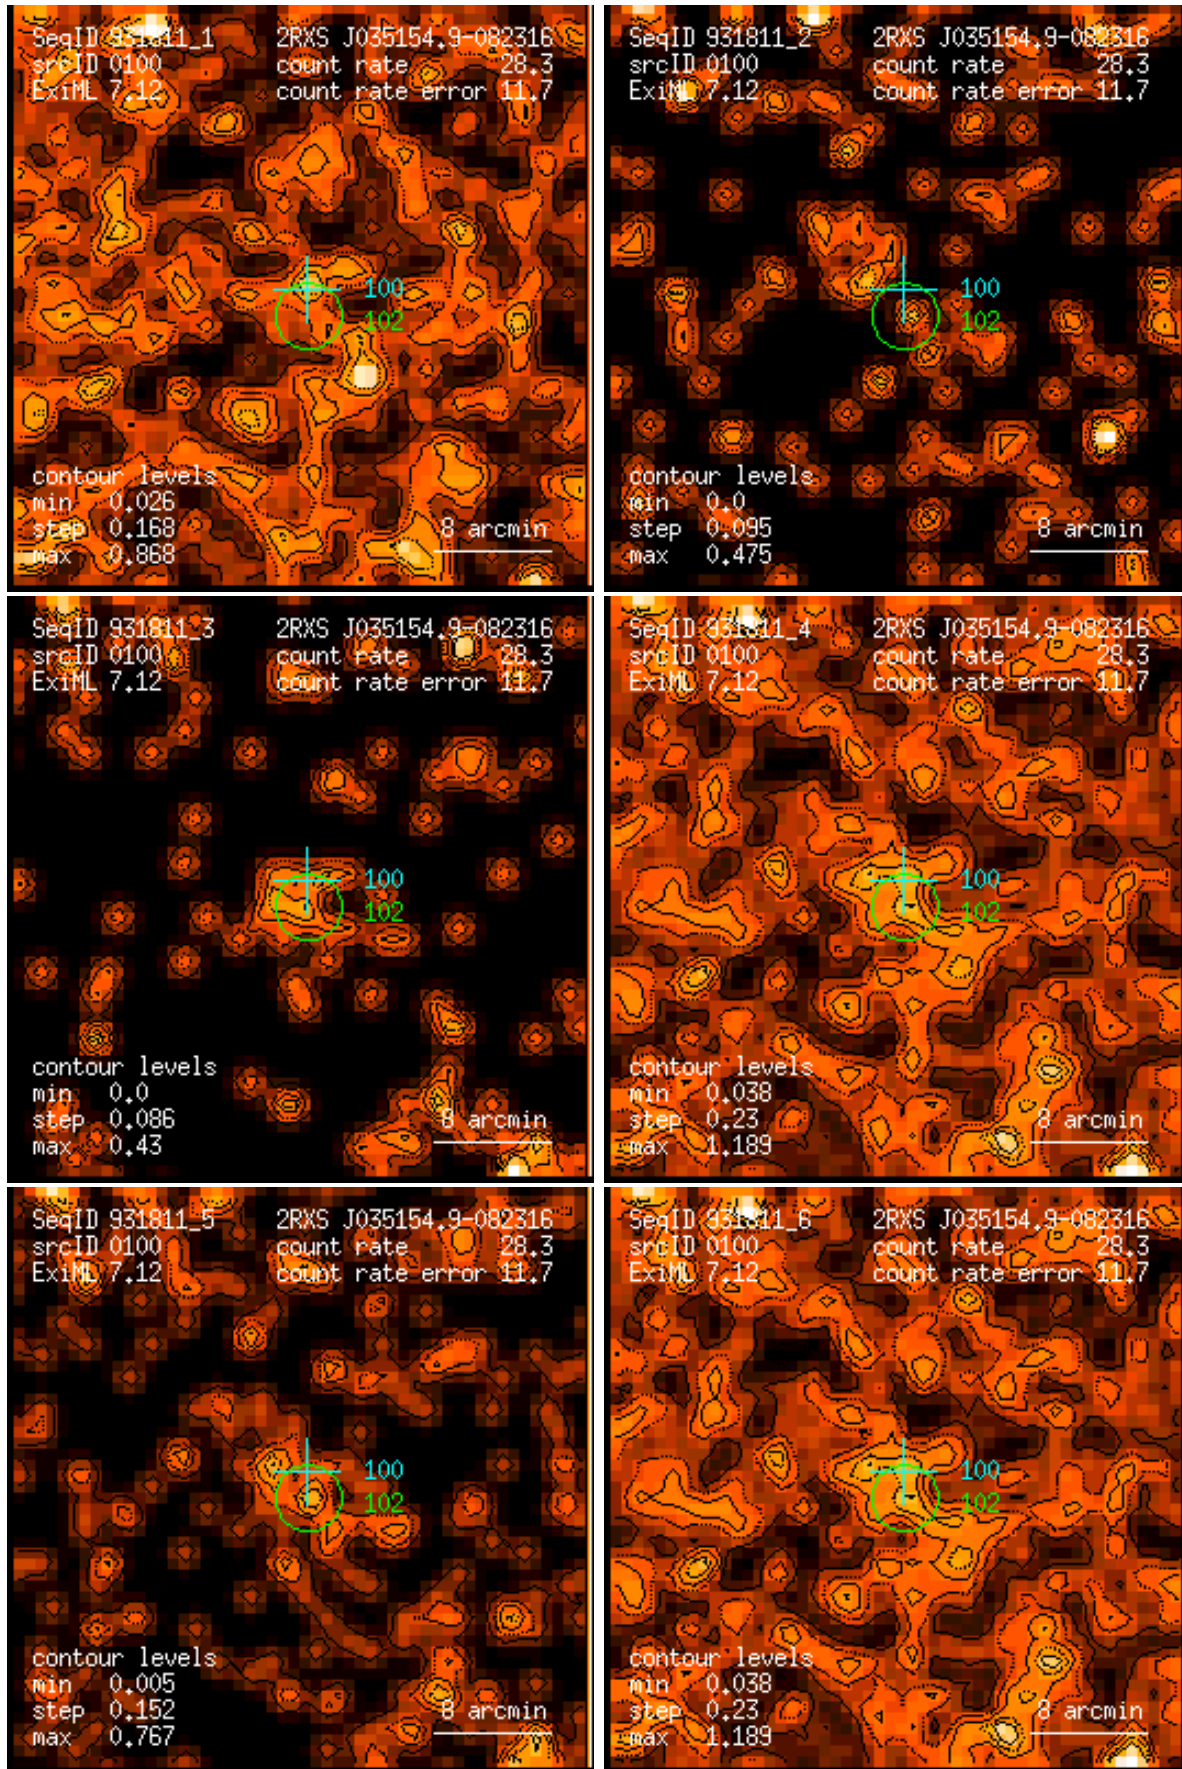 SeqID 931811_1 2RXS J035154.9-082316
srcID 0100 count rate 28.3
ExiML 7.12 count rate error 11.7
100
102
contour levels
min 0.026
step 0.168 8 arcmin
max 0.868
SeqID 931811_2 2RXS J035154.9-082316
srcID 0100 count rate 28.3
ExiML 7.12 count rate error 11.7
100
102
contour levels
min 0.0
step 0.095 8 arcmin
max 0.475
SeqID 931811_3 2RXS J035154.9-082316
srcID 0100 count rate 28.3
ExiML 7.12 count rate error 11.7
100
102
contour levels
min 0.0
step 0.086 8 arcmin
max 0.43
SeqID 931811_4 2RXS J035154.9-082316
srcID 0100 count rate 28.3
ExiML 7.12 count rate error 11.7
100
102
contour levels
min 0.038
step 0.23 8 arcmin
max 1.189
SeqID 931811_5 2RXS J035154.9-082316
srcID 0100 count rate 28.3
ExiML 7.12 count rate error 11.7
100
102
contour levels
min 0.005
step 0.152 8 arcmin
max 0.767
SeqID 931811_6 2RXS J035154.9-082316
srcID 0100 count rate 28.3
ExiML 7.12 count rate error 11.7
100
102
contour levels
min 0.038
step 0.23 8 arcmin
max 1.189